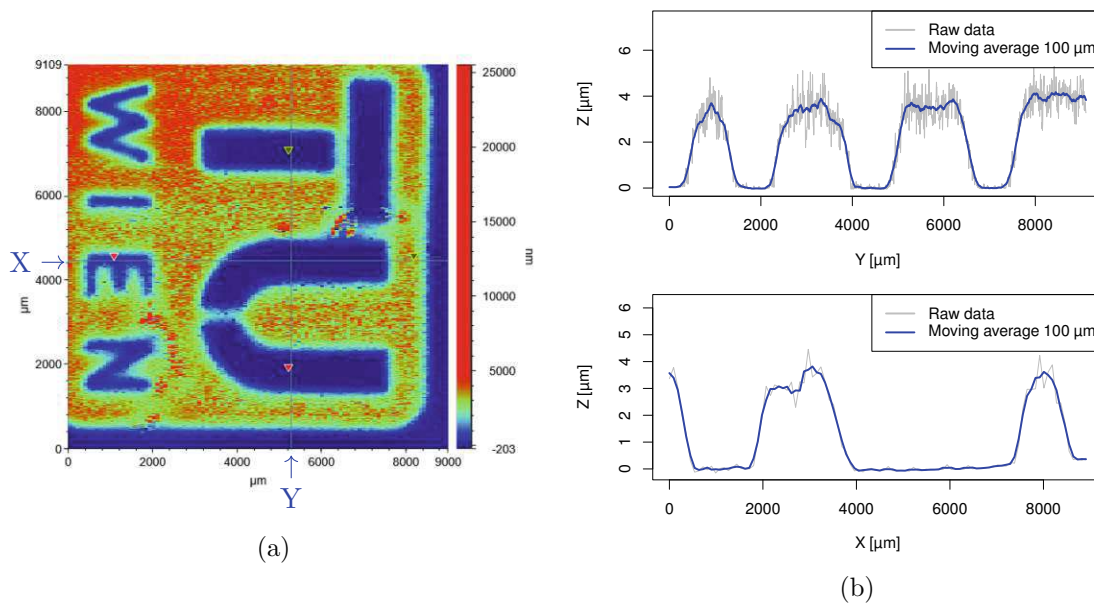 9109
8000
6000
4000
2000
0
0
2000
4000
6000
8000
9000
µm
µm
25000
20000
15000
10000
5000
-203
nm
X →
↑
Y
WIEN
TU
(a)
Raw data
Moving average 100 µm
Z [µm]
6
4
2
0
0
2000
4000
6000
8000
Y [µm]
Raw data
Moving average 100 µm
Z [µm]
6
5
4
3
2
1
0
0
2000
4000
6000
8000
X [µm]
(b)